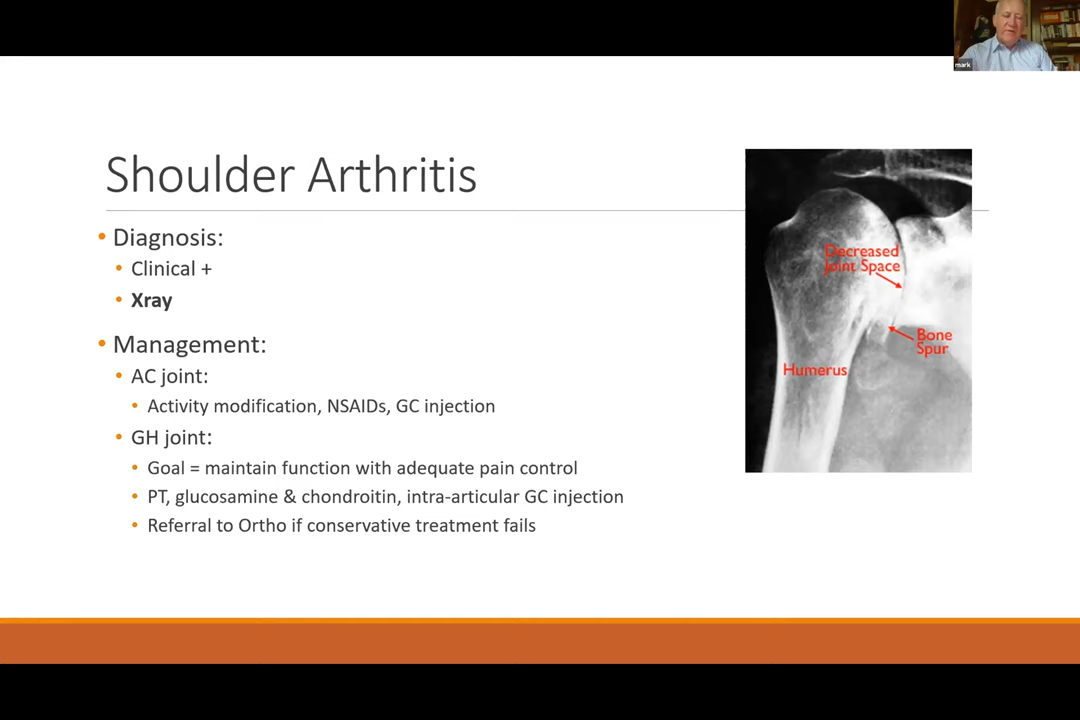 mark
Shoulder Arthritis
• Diagnosis:
• Clinical +
• Xray
• Management:
• AC joint:
• Activity modification, NSAIDs, GC injection
• GH joint:
• Goal = maintain function with adequate pain control
• PT, glucosamine & chondroitin, intra-articular GC injection
• Referral to Ortho if conservative treatment fails
Decreased
Joint Space
Bone
Spur
Humerus